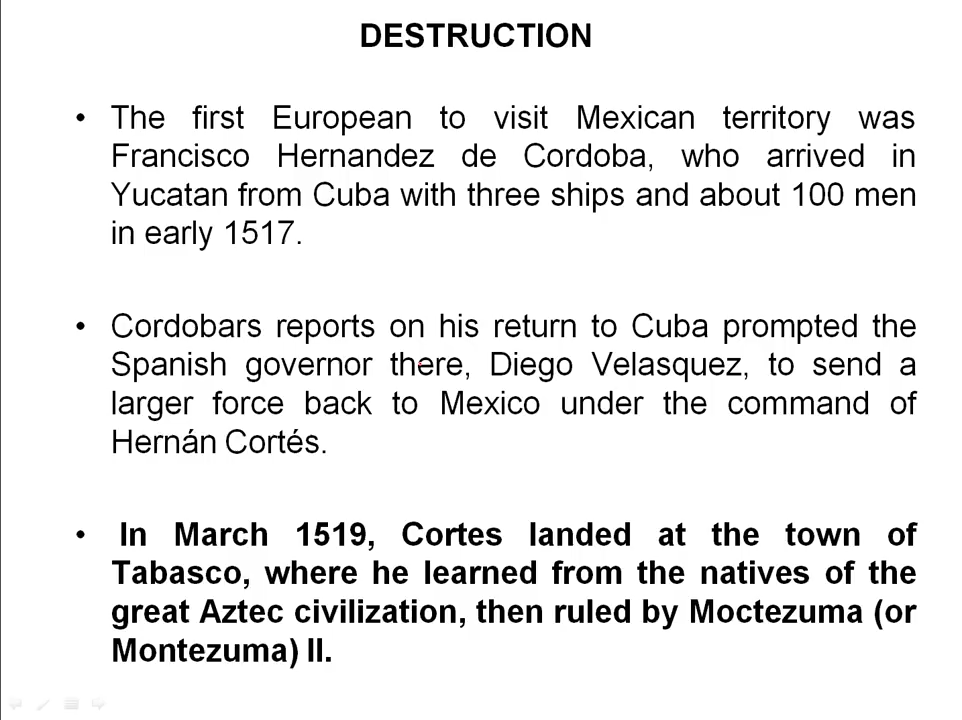 DESTRUCTION
• The first European to visit Mexican territory was
Francisco Hernandez de Cordoba, who arrived in
Yucatan from Cuba with three ships and about 100 men
in early 1517.
• Cordobars reports on his return to Cuba prompted the
Spanish governor there, Diego Velasquez, to send a
larger force back to Mexico under the command of
Hernán Cortés.
• In March 1519, Cortes landed at the town of
Tabasco, where he learned from the natives of the
great Aztec civilization, then ruled by Moctezuma (or
Montezuma) II.